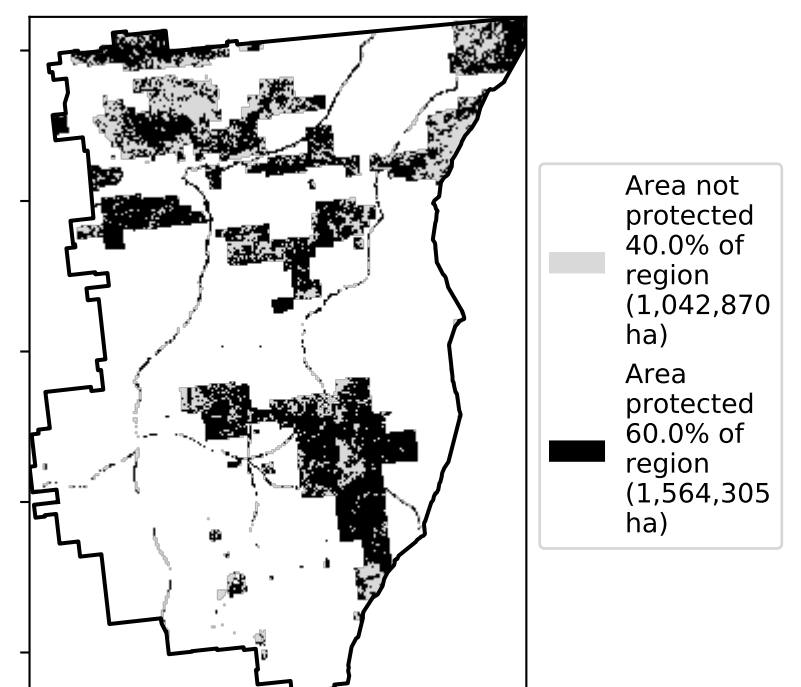 Area not
protected
40.0% of
region
(1,042,870
ha)
Area
protected
60.0% of
region
(1,564,305
ha)